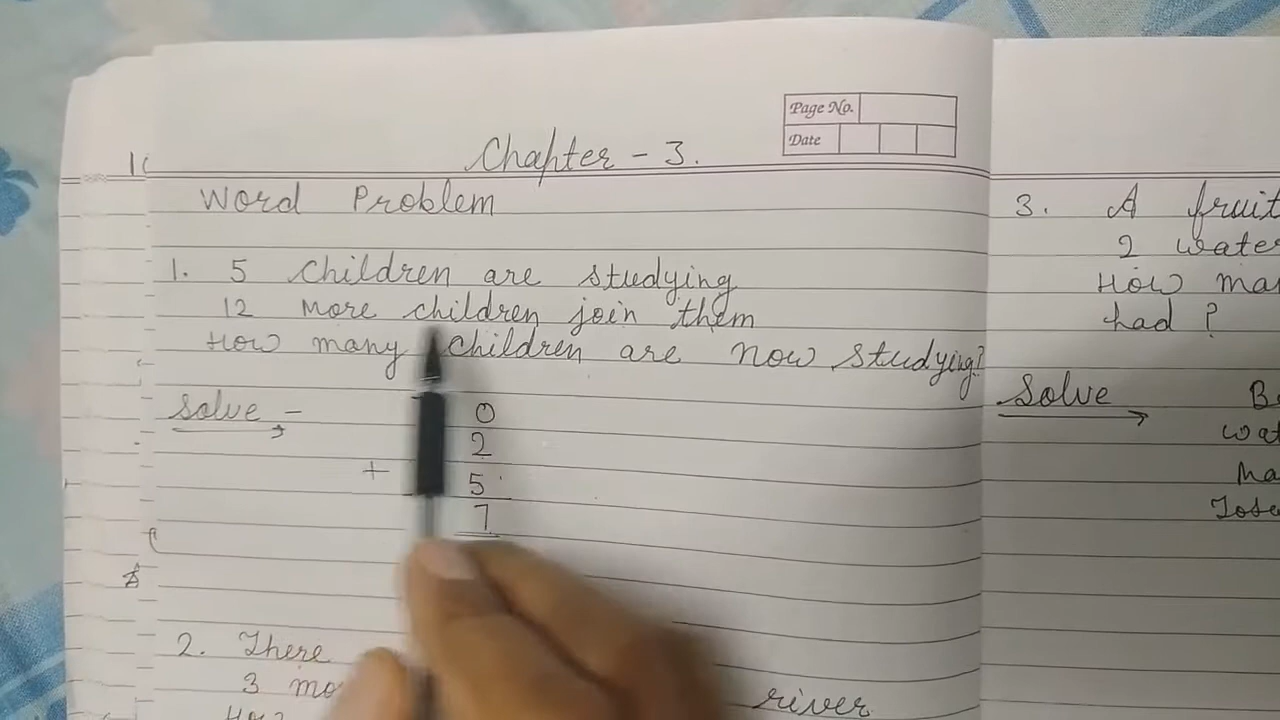 Page No.
Date
Chapter - 3.
Word Problem
1. 5 children are studying
12 more children join them
How many children are now studying?
Solve -
0
2
+ 5
7
2. There
3
river
3. A fruit
2
How
had ?
Solve